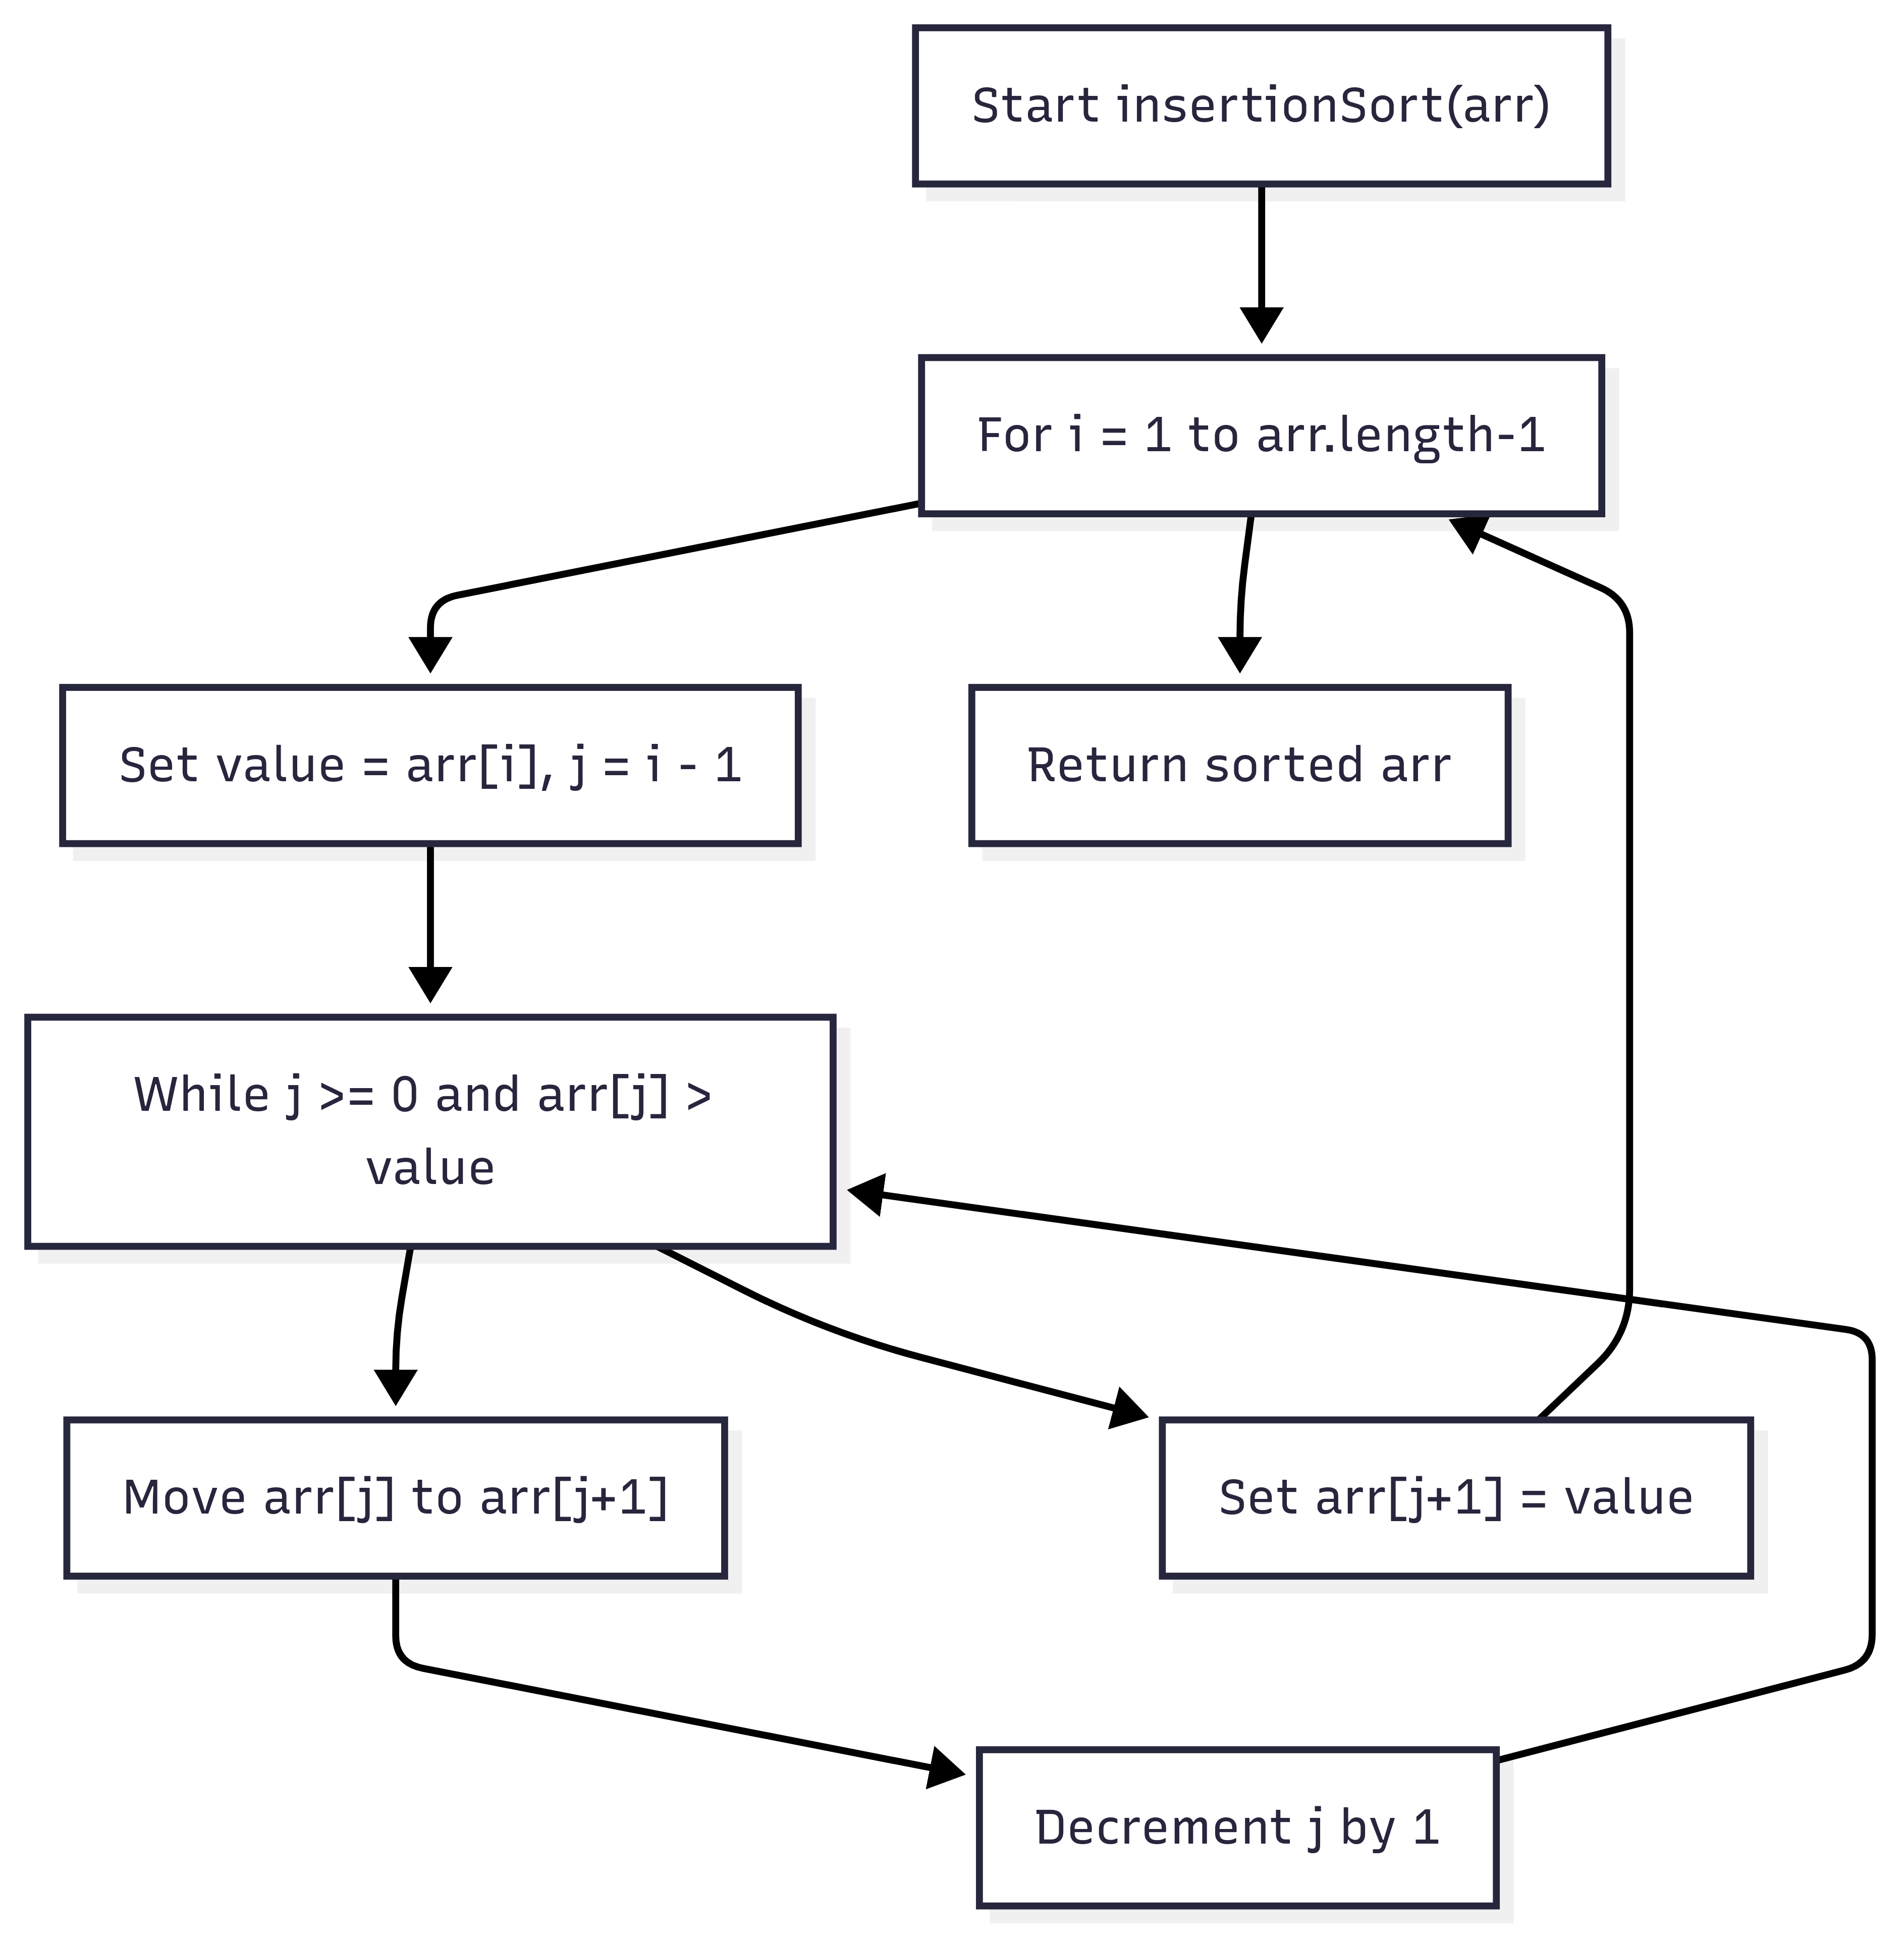 Start insertionSort(arr)
For i = 1 to arr.length-1
Set value = arr[i], j = i - 1
Return sorted arr
While j >= 0 and arr[j] >
value
Move arr[j] to arr[j+1]
Set arr[j+1] = value
Decrement j by 1